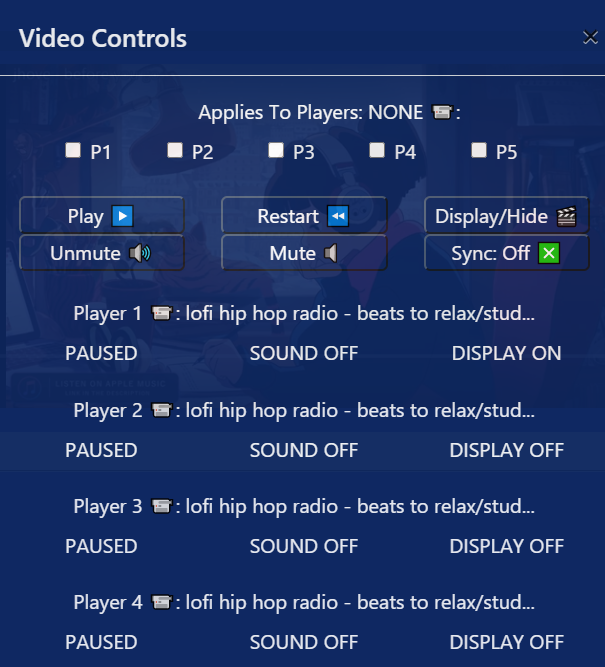 Video Controls
Applies To Players: NONE 📼 :
P1 P2 P3 P4 P5
Play ▶️ Restart ⏪ Display/Hide 🎬
Unmute 🔊 Mute 🔈 Sync: Off ❎
Player 1 📼 : lofi hip hop radio - beats to relax/stud...
PAUSED SOUND OFF DISPLAY ON
LISTEN ON APPLE MUSIC
Player 2 📼 : lofi hip hop radio - beats to relax/stud...
PAUSED SOUND OFF DISPLAY OFF
Player 3 📼 : lofi hip hop radio - beats to relax/stud...
PAUSED SOUND OFF DISPLAY OFF
Player 4 📼 : lofi hip hop radio - beats to relax/stud...
PAUSED SOUND OFF DISPLAY OFF